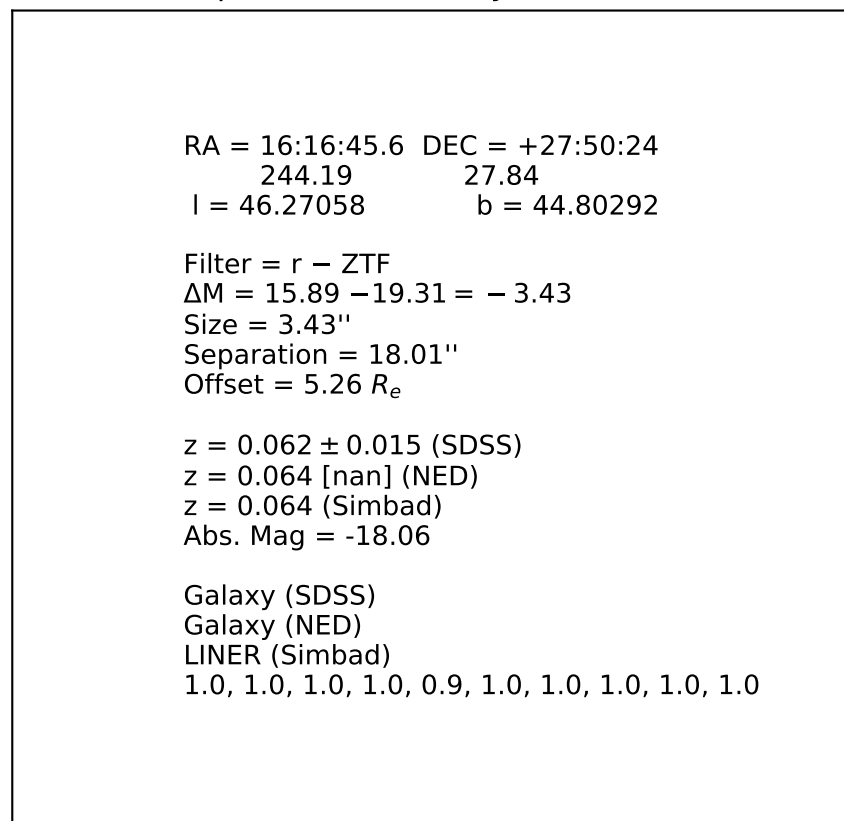 RA = 16:16:45.6 DEC = +27:50:24
244.19 27.84
l = 46.27058 b = 44.80292
Filter = r − ZTF
ΔM = 15.89 −19.31 = − 3.43
Size = 3.43''
Separation = 18.01''
Offset = 5.26 Re
z = 0.062 ± 0.015 (SDSS)
z = 0.064 [nan] (NED)
z = 0.064 (Simbad)
Abs. Mag = -18.06
Galaxy (SDSS)
Galaxy (NED)
LINER (Simbad)
1.0, 1.0, 1.0, 1.0, 0.9, 1.0, 1.0, 1.0, 1.0, 1.0